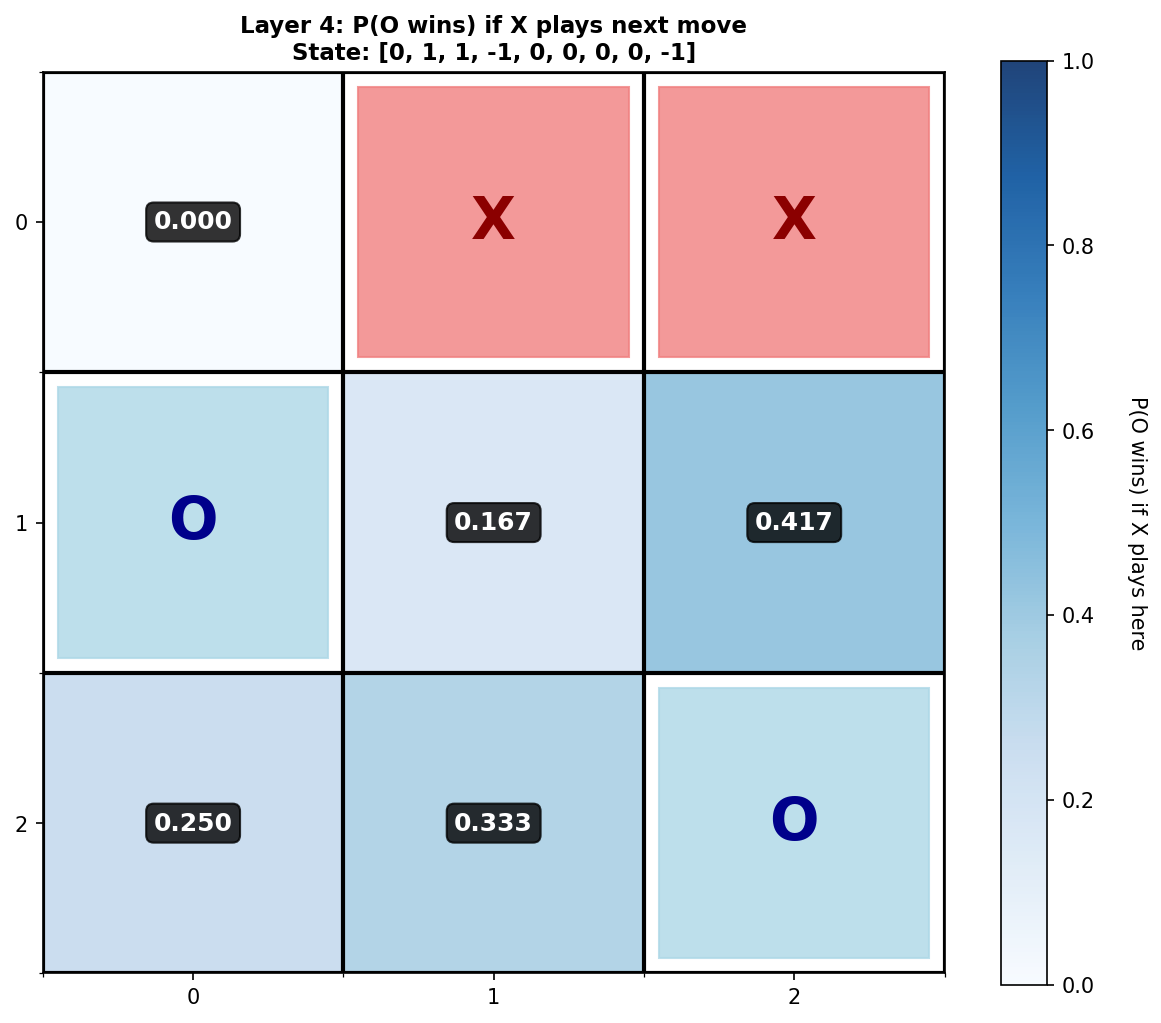 Layer 4: P(O wins) if X plays next move
State: [0, 1, 1, -1, 0, 0, 0, 0, -1]
0
0.000
X
X
1
O
0.167
0.417
2
0.250
0.333
O
0
1
2
1.0
0.8
0.6
0.4
0.2
0.0
P(O wins) if X plays here